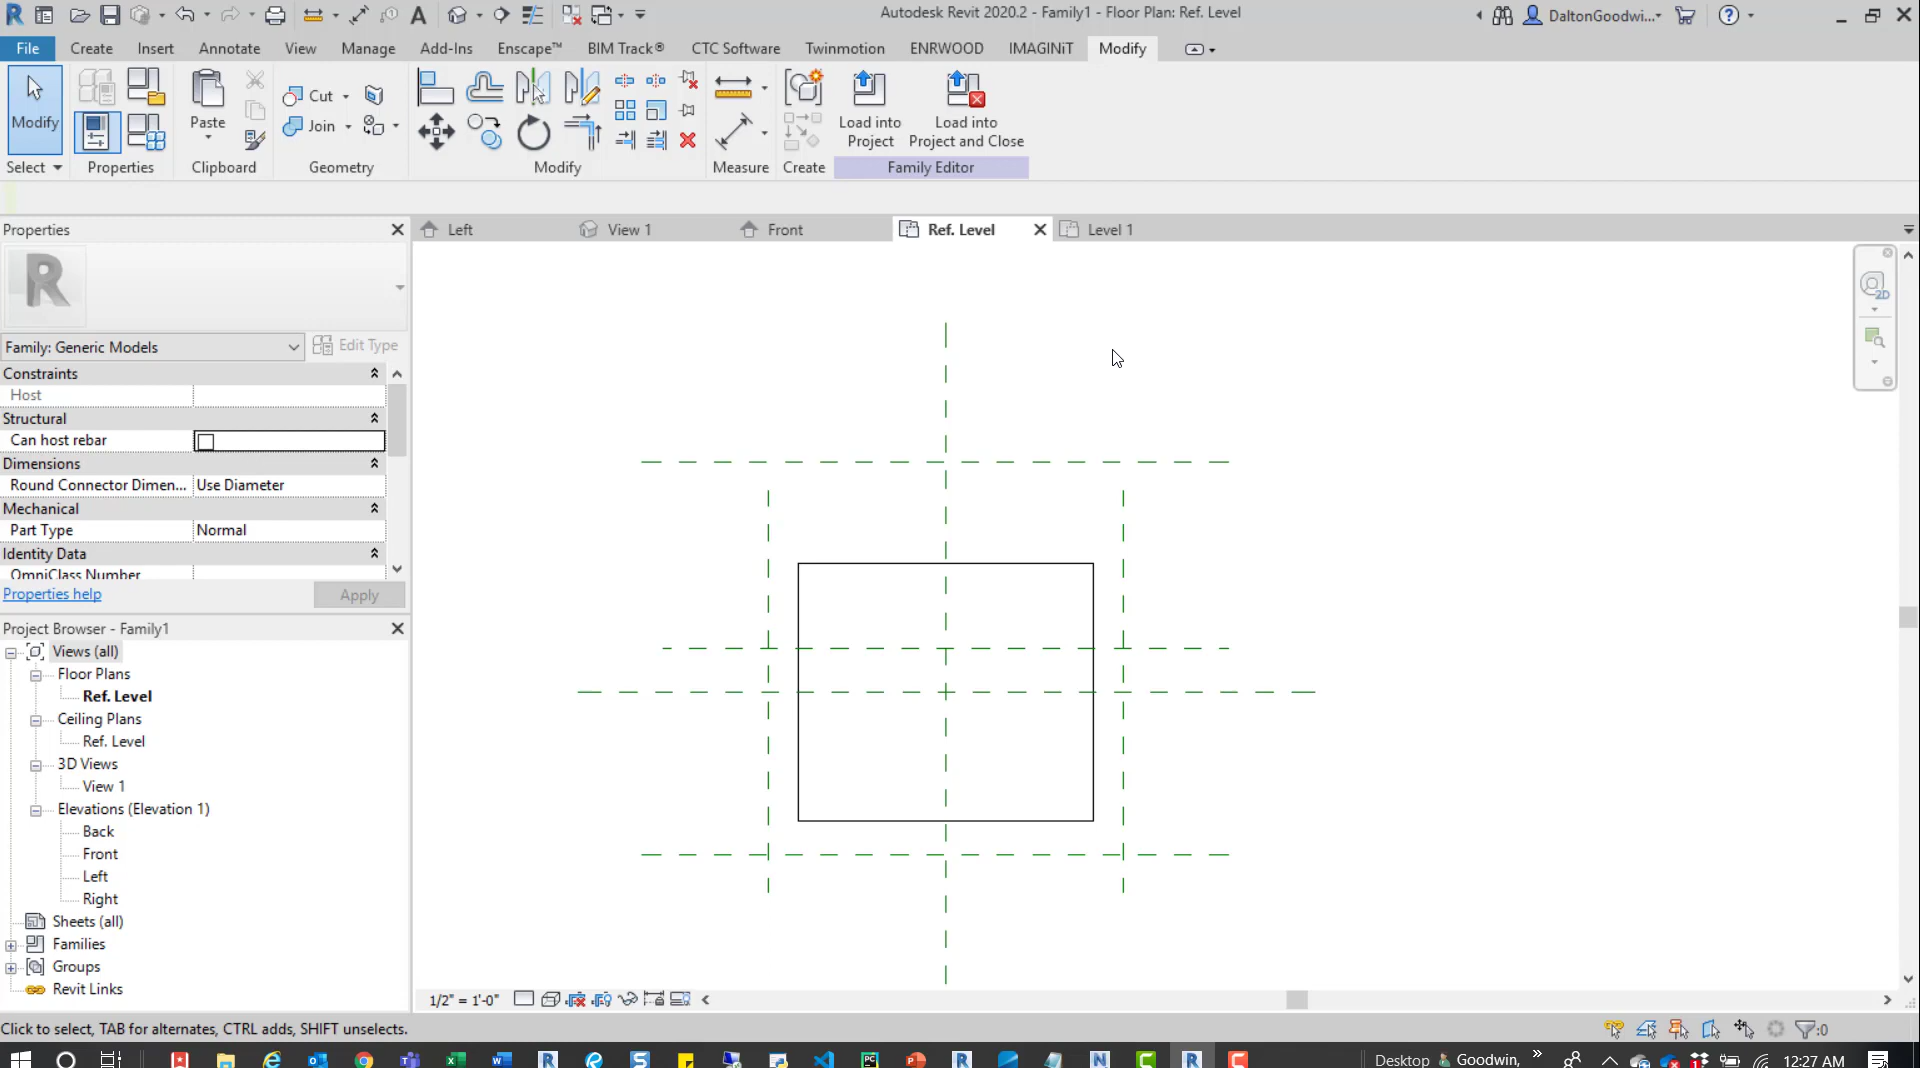 Autodesk Revit 2020.2 - Family1 - Floor Plan: Ref. Level
DaltonGoodwi...
File Create Insert Annotate View Manage Add-Ins Enscape™ BIM Track® CTC Software Twinmotion ENRWOOD IMAGINiT Modify
Modify
Paste
Cut
Join
Load into Project
Load into Project and Close
Select Properties Clipboard Geometry Modify Measure Create Family Editor
Properties
Left View 1 Front Ref. Level Level 1
2D
Family: Generic Models
Edit Type
Constraints
Host
Structural
Can host rebar
Dimensions
Round Connector Dimen... Use Diameter
Mechanical
Part Type Normal
Identity Data
OmniClass Number
Properties help
Apply
Project Browser - Family1
Views (all)
Floor Plans
Ref. Level
Ceiling Plans
Ref. Level
3D Views
View 1
Elevations (Elevation 1)
Back
Front
Left
Right
Sheets (all)
Families
Groups
Revit Links
1/2" = 1'-0"
Click to select, TAB for alternates, CTRL adds, SHIFT unselects.
:0
Desktop Goodwin, 12:27 AM